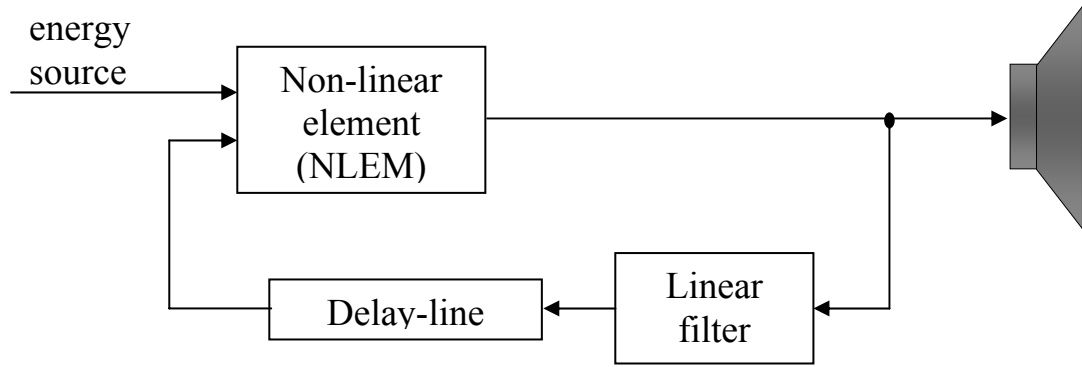 energy
source
Non-linear
element
(NLEM)
Delay-line
Linear
filter